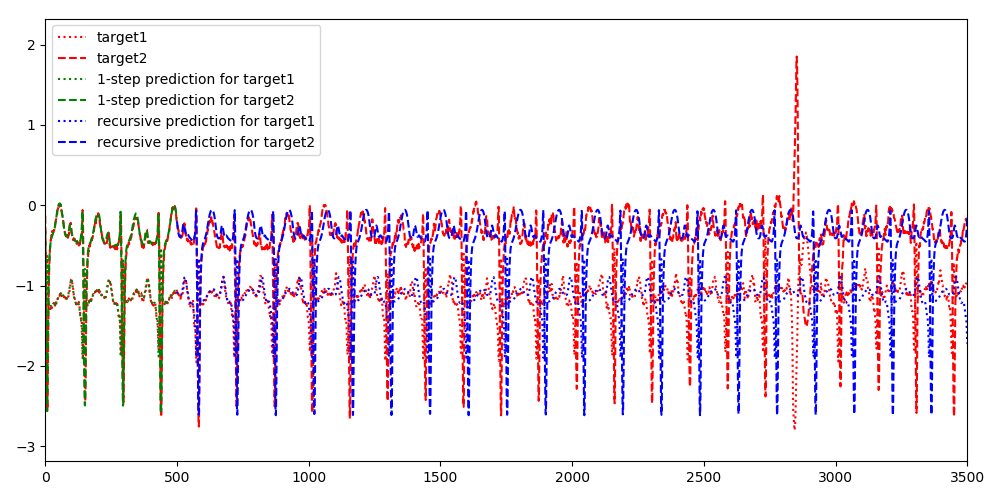 target1
target2
1-step prediction for target1
1-step prediction for target2
recursive prediction for target1
recursive prediction for target2
2
1
0
−1
−2
−3
0 500 1000 1500 2000 2500 3000 3500